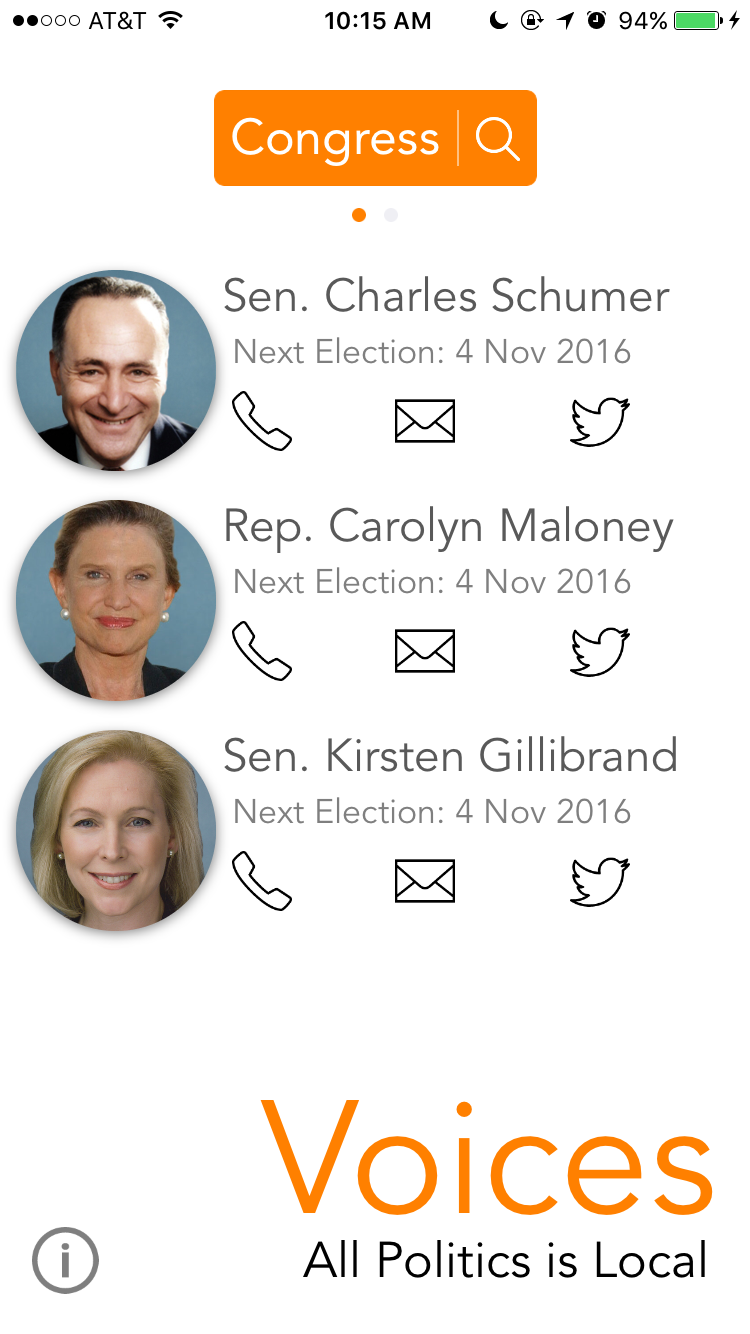 AT&T 10:15 AM 94%
Congress
Sen. Charles Schumer
Next Election: 4 Nov 2016
Rep. Carolyn Maloney
Next Election: 4 Nov 2016
Sen. Kirsten Gillibrand
Next Election: 4 Nov 2016
Voices
All Politics is Local
i